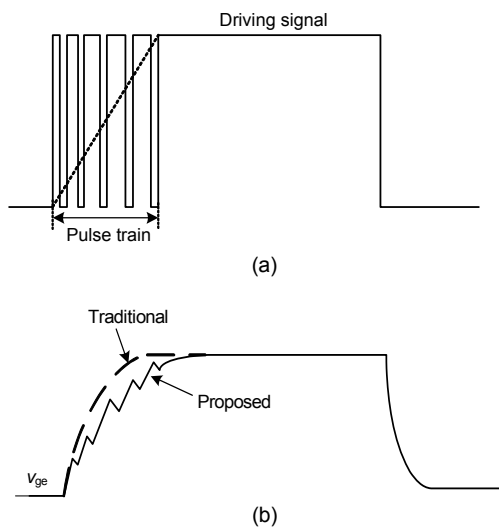 Driving signal
Pulse train
(a)
Traditional
Proposed
vge
(b)